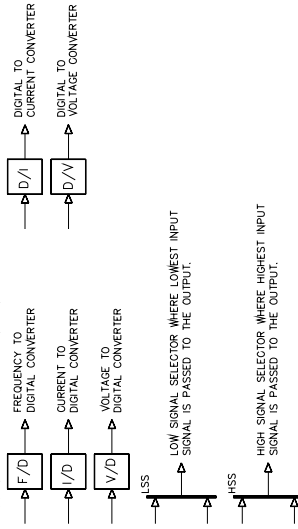 F/D
FREQUENCY TO
DIGITAL CONVERTER
I/D
CURRENT TO
DIGITAL CONVERTER
V/D
VOLTAGE TO
DIGITAL CONVERTER
D/I
DIGITAL TO
CURRENT CONVERTER
D/V
DIGITAL TO
VOLTAGE CONVERTER
LSS
LOW SIGNAL SELECTOR WHERE LOWEST INPUT
SIGNAL IS PASSED TO THE OUTPUT.
HSS
HIGH SIGNAL SELECTOR WHERE HIGHEST INPUT
SIGNAL IS PASSED TO THE OUTPUT.